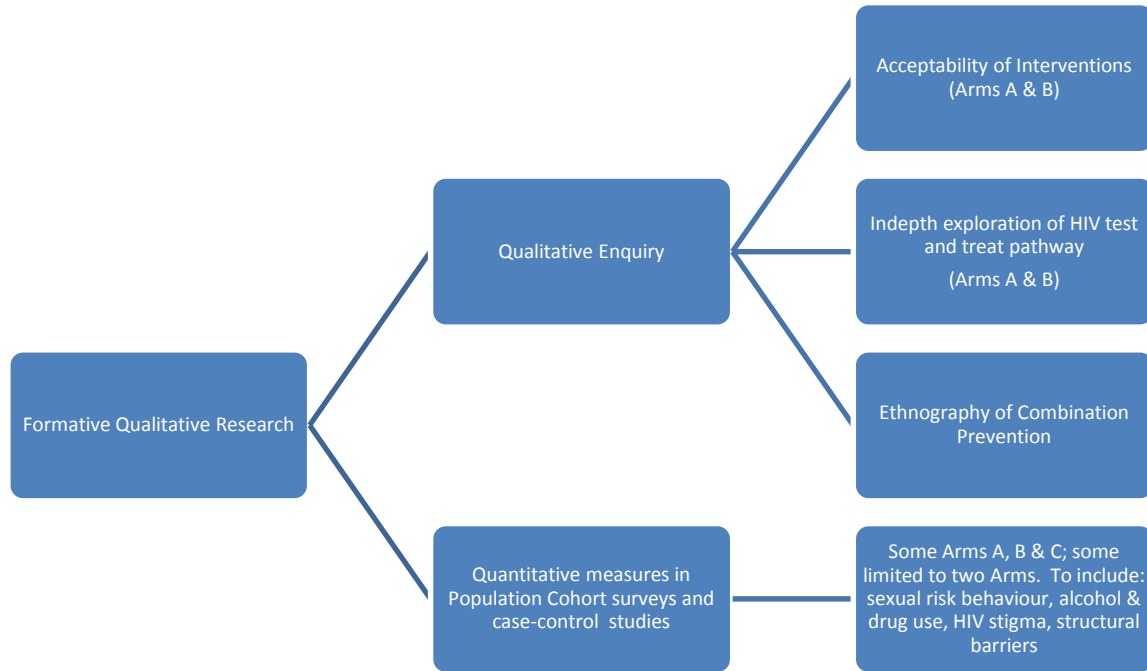 Acceptability of Interventions
(Arms A & B)
Qualitative Enquiry
Indepth exploration of HIV test
and treat pathway
(Arms A & B)
Formative Qualitative Research
Ethnography of Combination
Prevention
Quantitative measures in
Population Cohort surveys and
case-control studies
Some Arms A, B & C; some
limited to two Arms. To include:
sexual risk behaviour, alcohol &
drug use, HIV stigma, structural
barriers